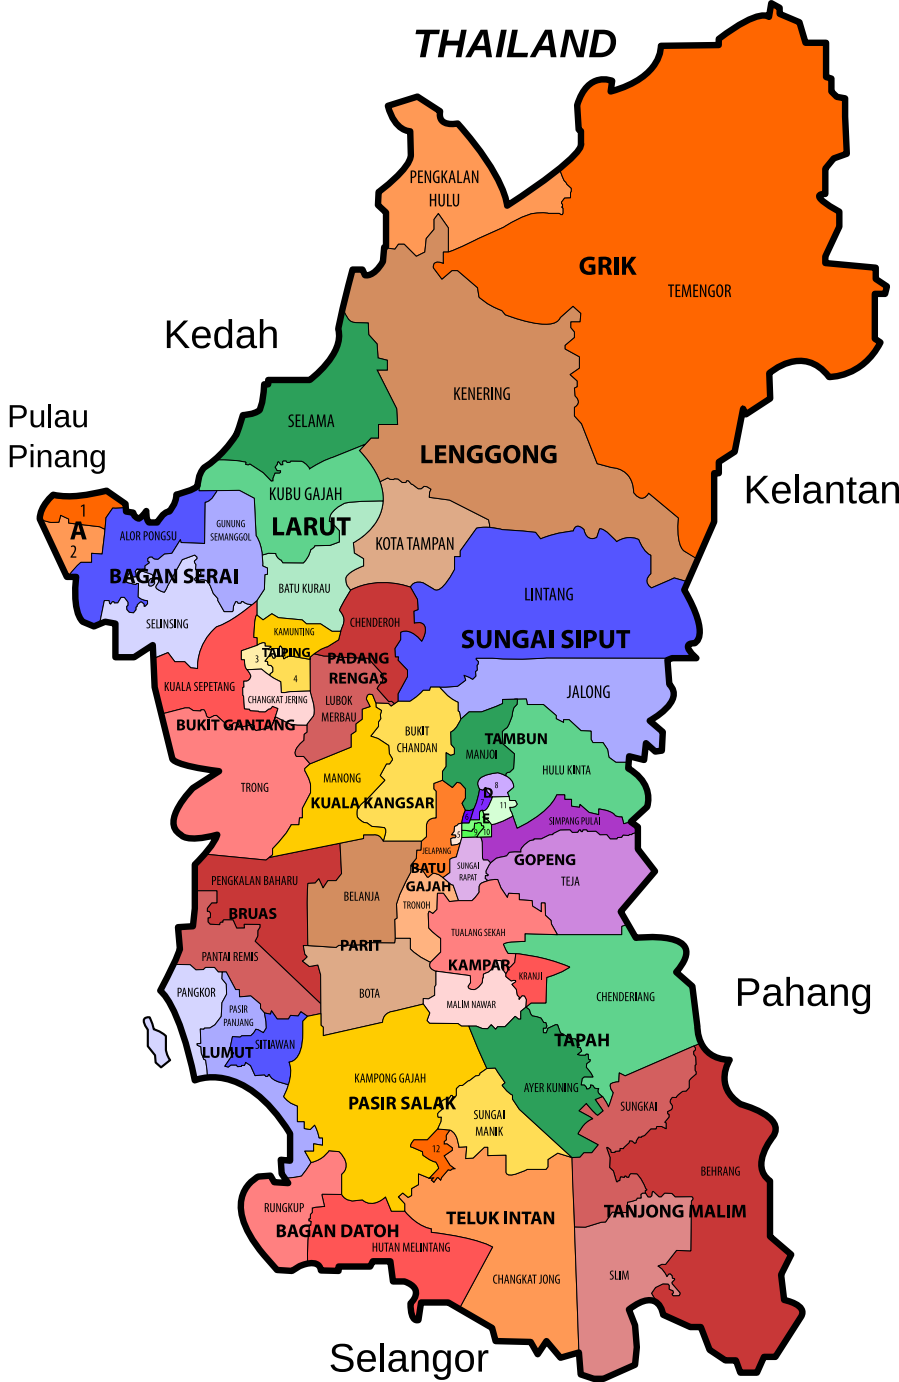 THAILAND
PENGKALAN
HULU
GRIK
TEMENGOR
Kedah
KENERING
Pulau
Pinang
SELAMA
LENGGONG
Kelantan
KUBU GAJAH
1
A
2
ALOR PONGSU
GUNUNG
SEMANGGOL
LARUT
KOTA TAMPAN
BAGAN SERAI
BATU KURAU
LINTANG
SELINSING
KAMUNTING
CHENDEROH
SUNGAI SIPUT
TAIPING
3
4
PADANG
RENGAS
KUALA SEPETANG
CHANGKAT JERING
LUBOK
MERBAU
JALONG
BUKIT GANTANG
BUKIT
CHANDAN
TAMBUN
MANJOI
HULU KINTA
TRONG
MANONG
KUALA KANGSAR
8
D
7
11
6
E
9
10
5
SIMPANG PULAI
JELAPANG
BATU
GAJAH
SUNGAI
RAPAT
GOPENG
TEJA
PENGKALAN BAHARU
BELANJA
TRONOH
BRUAS
PARIT
TUALANG SEKAH
PANTAI REMIS
KAMPAR
KRANJI
PANGKOR
BOTA
MALIM NAWAR
CHENDERIANG
Pahang
PASIR
PANJANG
LUMUT
SITIAWAN
TAPAH
KAMPONG GAJAH
AYER KUNING
PASIR SALAK
SUNGAI
MANIK
SUNGKAI
12
BEHRANG
RUNGKUP
BAGAN DATOH
TELUK INTAN
TANJONG MALIM
HUTAN MELINTANG
CHANGKAT JONG
SLIM
Selangor